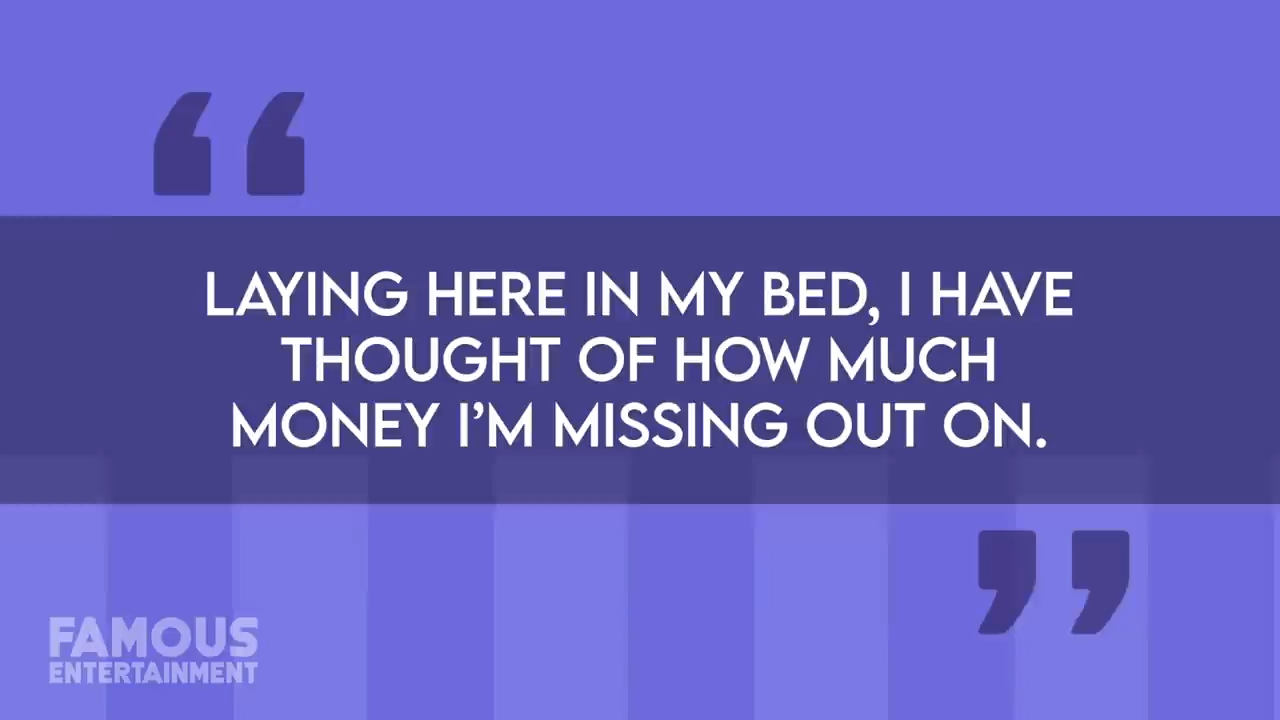 “
LAYING HERE IN MY BED, I HAVE
THOUGHT OF HOW MUCH
MONEY I’M MISSING OUT ON.
”
FAMOUS
ENTERTAINMENT